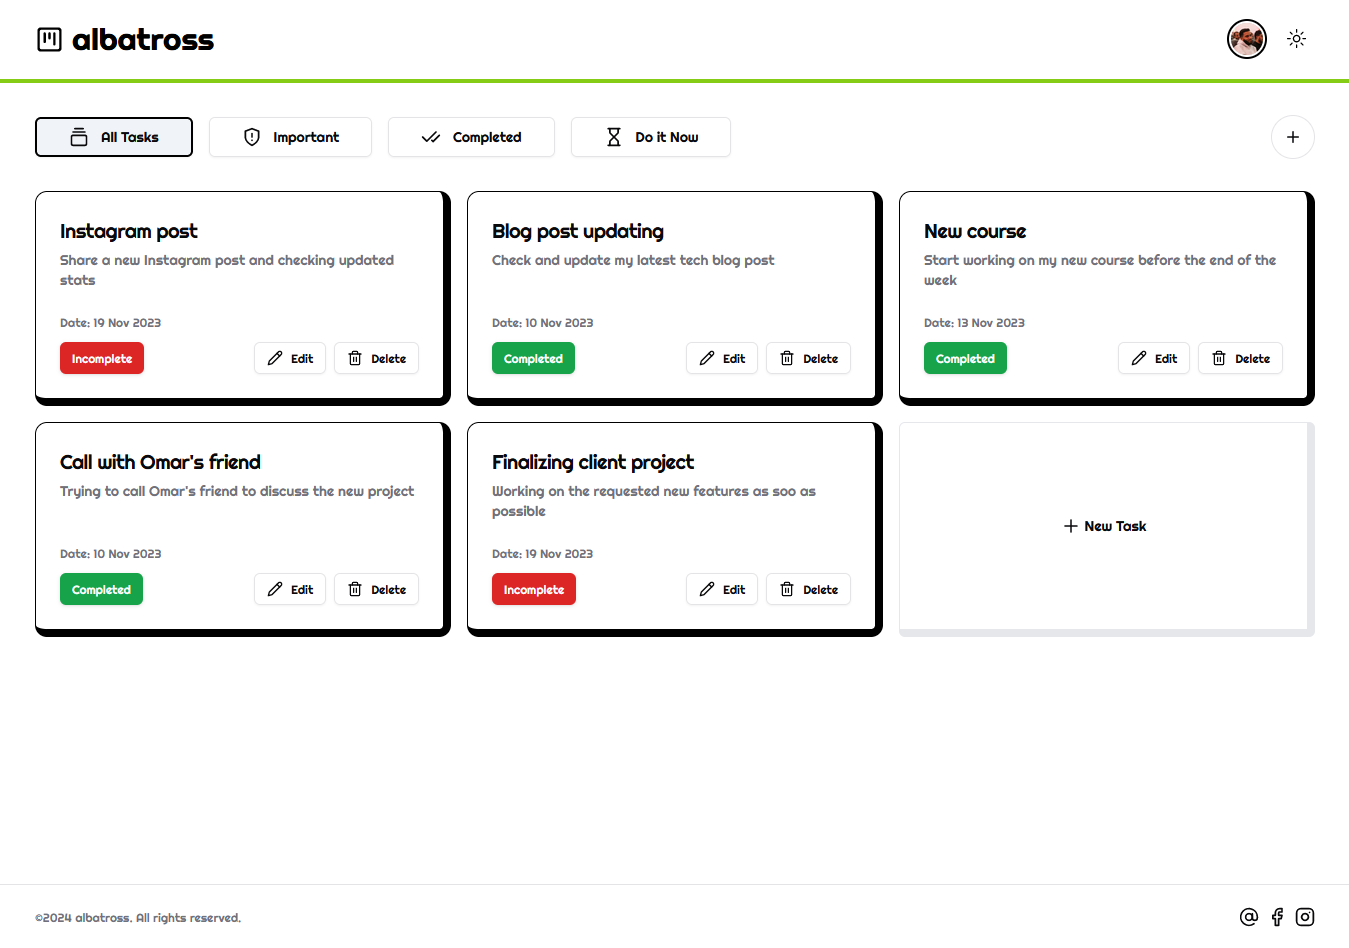 albatross
All Tasks
Important
Completed
Do it Now
Instagram post
Share a new Instagram post and checking updated
stats
Date: 19 Nov 2023
Incomplete
Edit
Delete
Blog post updating
Check and update my latest tech blog post
Date: 10 Nov 2023
Completed
Edit
Delete
New course
Start working on my new course before the end of the
week
Date: 13 Nov 2023
Completed
Edit
Delete
Call with Omar's friend
Trying to call Omar's friend to discuss the new project
Date: 10 Nov 2023
Completed
Edit
Delete
Finalizing client project
Working on the requested new features as soo as
possible
Date: 19 Nov 2023
Incomplete
Edit
Delete
New Task
©2024 albatross. All rights reserved.